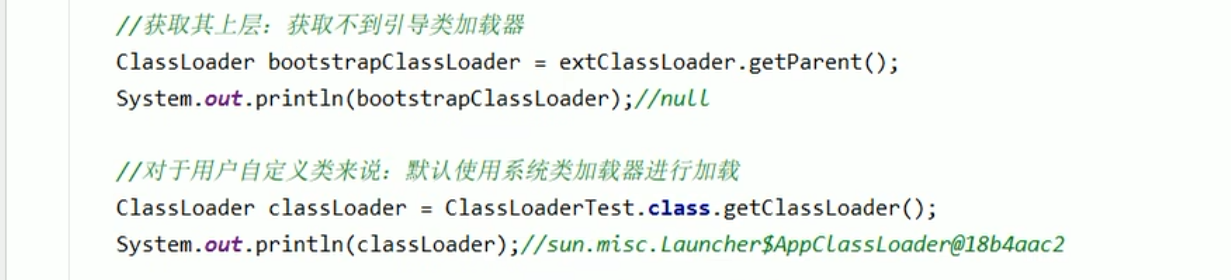 //获取其上层：获取不到引导类加载器
ClassLoader bootstrapClassLoader = extClassLoader.getParent();
System.out.println(bootstrapClassLoader);//null
//对于用户自定义类来说：默认使用系统类加载器进行加载
ClassLoader classLoader = ClassLoaderTest.class.getClassLoader();
System.out.println(classLoader);//sun.misc.Launcher$AppClassLoader@18b4aac2